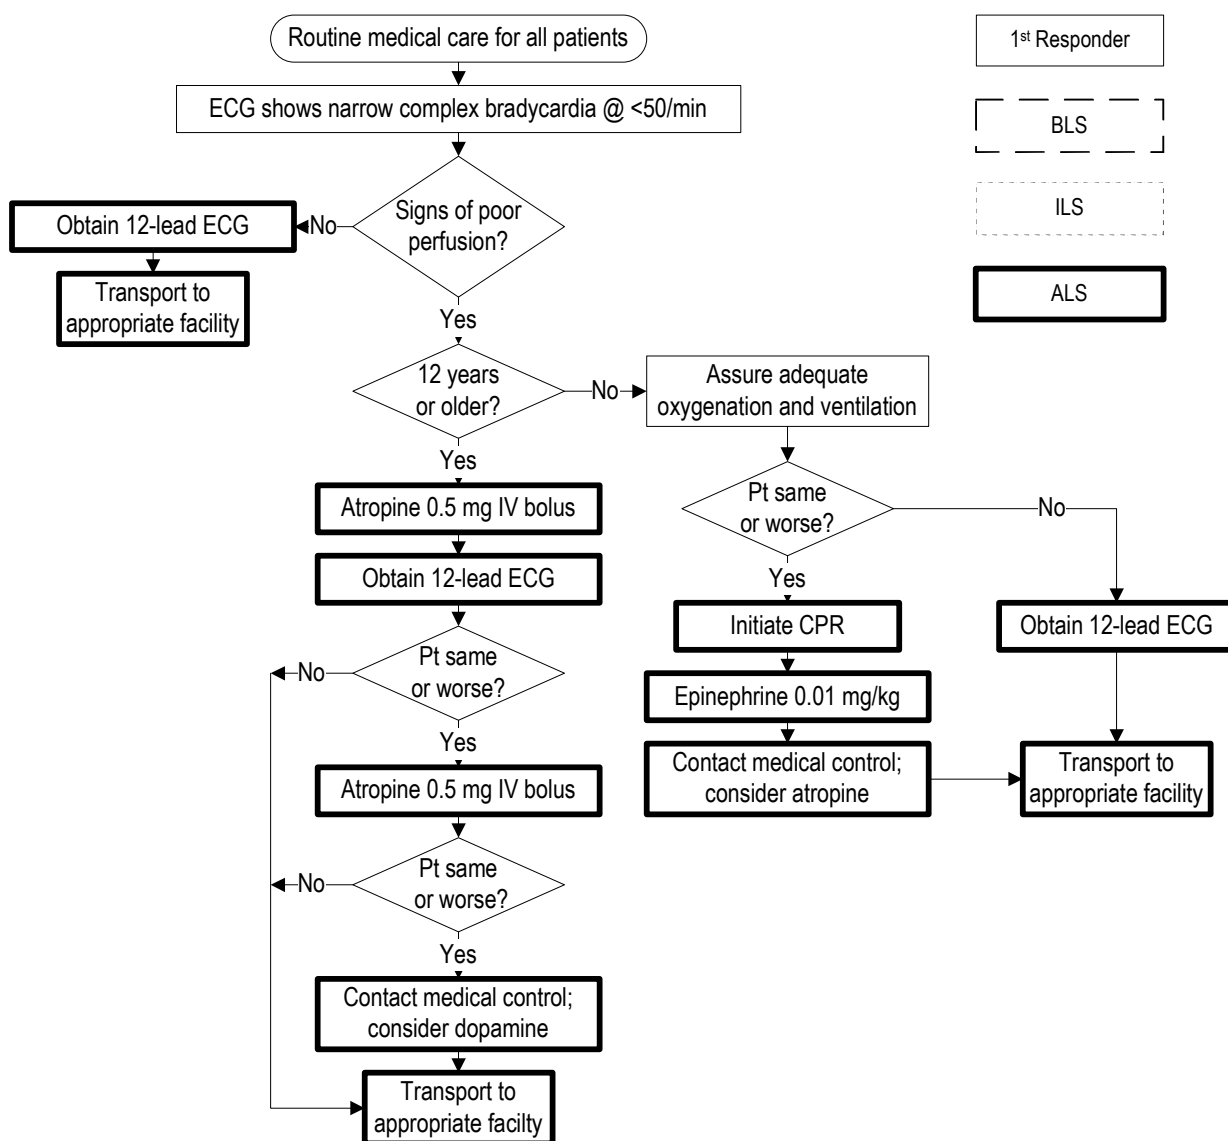 Routine medical care for all patients
ECG shows narrow complex bradycardia @ <50/min
Signs of poor
perfusion?
No
Obtain 12-lead ECG
Transport to
appropriate facility
Yes
12 years
or older?
No
Assure adequate
oxygenation and ventilation
Yes
Atropine 0.5 mg IV bolus
Obtain 12-lead ECG
Pt same
or worse?
No
Yes
Atropine 0.5 mg IV bolus
Pt same
or worse?
No
Yes
Contact medical control;
consider dopamine
Transport to
appropriate facilty
Pt same
or worse?
No
Yes
Initiate CPR
Epinephrine 0.01 mg/kg
Contact medical control;
consider atropine
Obtain 12-lead ECG
Transport to
appropriate facility
1st Responder
BLS
ILS
ALS